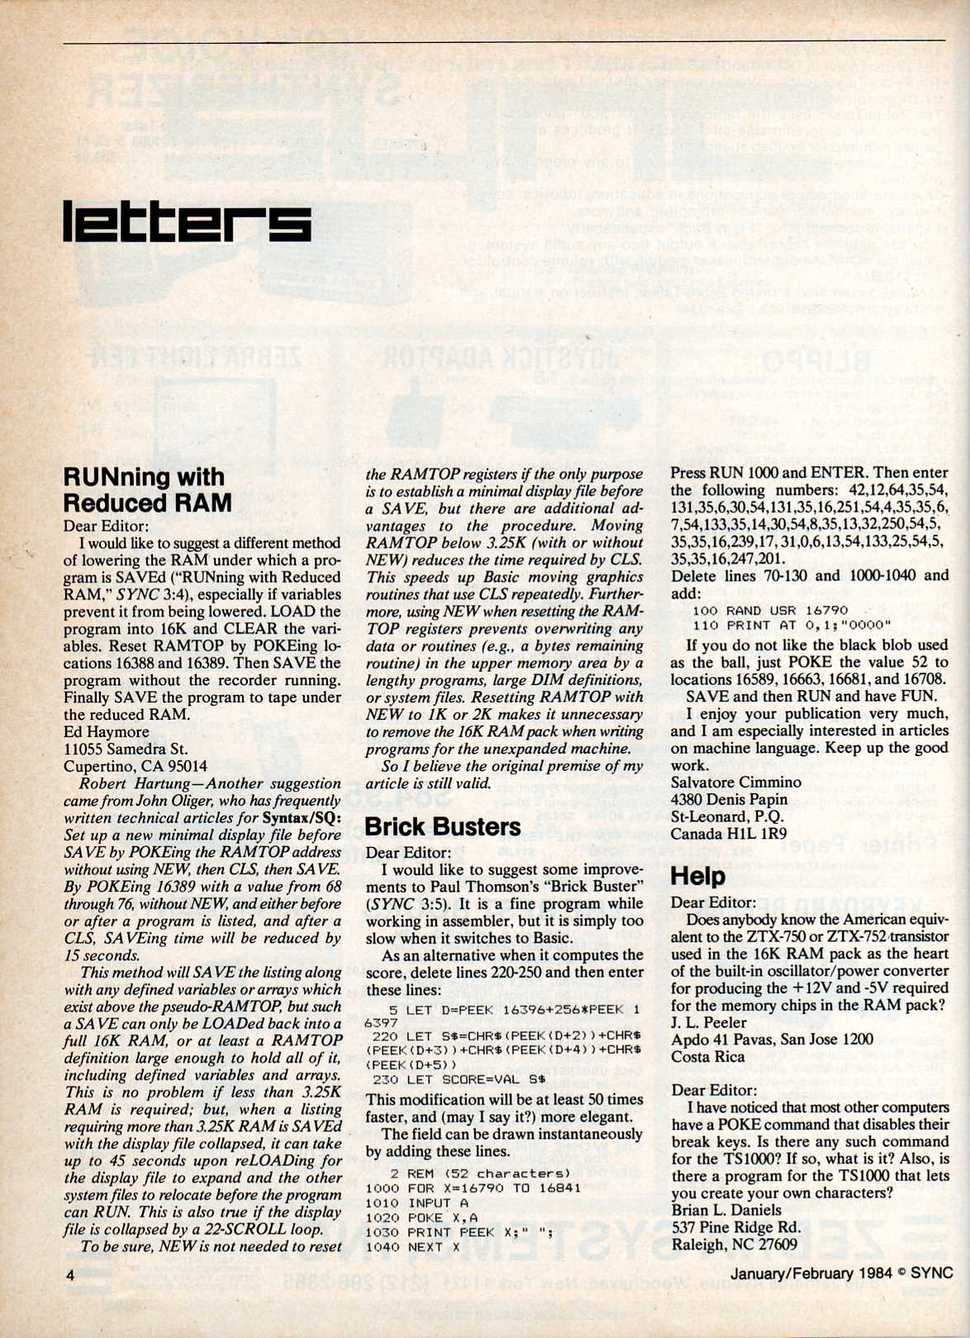 letters
RUNning with
Reduced RAM
Dear Editor:
I would like to suggest a different method
of lowering the RAM under which a pro-
gram is SAVEd (“RUNning with Reduced
RAM,” SYNC 3:4), especially if variables
prevent it from being lowered. LOAD the
program into 16K and CLEAR the vari-
ables. Reset RAMTOP by POKEing lo-
cations 16388 and 16389. Then SAVE the
program without the recorder running.
Finally SAVE the program to tape under
the reduced RAM.
Ed Haymore
11055 Samedra St.
Cupertino, CA 95014
Robert Hartung—Another suggestion
came from John Oliger, who has frequently
written technical articles for Syntax/SQ:
Set up a new minimal display file before
SAVE by POKEing the RAMTOP address
without using NEW, then CLS, then SAVE.
By POKEing 16389 with a value from 68
through 76, without NEW, and either before
or after a program is listed, and after a
CLS, SAVEing time will be reduced by
15 seconds.
This method will SAVE the listing along
with any defined variables or arrays which
exist above the pseudo-RAMTOP, but such
a SAVE can only be LOADed back into a
full 16K RAM, or at least a RAMTOP
definition large enough to hold all of it,
including defined variables and arrays.
This is no problem if less than 3.25K
RAM is required; but, when a listing
requiring more than 3.25K RAM is SAVEd
with the display file collapsed, it can take
up to 45 seconds upon reLOADing for
the display file to expand and the other
system files to relocate before the program
can RUN. This is also true if the display
file is collapsed by a 22-SCROLL loop.
To be sure, NEW is not needed to reset
the RAMTOP registers if the only purpose
is to establish a minimal display file before
a SAVE, but there are additional ad-
vantages to the procedure. Moving
RAMTOP below 3.25K (with or without
NEW) reduces the time required by CLS.
This speeds up Basic moving graphics
routines that use CLS repeatedly. Further-
more, using NEW when resetting the RAM-
TOP registers prevents overwriting any
data or routines (e.g., a bytes remaining
routine) in the upper memory area by a
lengthy programs, large DIM definitions,
or system files. Resetting RAMTOP with
NEW to 1K or 2K makes it unnecessary
to remove the 16K RAM pack when writing
programs for the unexpanded machine.
So I believe the original premise of my
article is still valid.
Brick Busters
Dear Editor:
I would like to suggest some improve-
ments to Paul Thomson's “Brick Buster”
(SYNC 3:5). It is a fine program while
working in assembler, but it is simply too
slow when it switches to Basic.
As an alternative when it computes the
score, delete lines 220-250 and then enter
these lines:
5 LET D=PEEK 16396+256*PEEK 1
6397
220 LET S$=CHR$(PEEK(D+2))+CHR$
(PEEK(D+3))+CHR$(PEEK(D+4))+CHR$
(PEEK(D+5))
230 LET SCORE=VAL S$
This modification will be at least 50 times
faster, and (may I say it?) more elegant.
The field can be drawn instantaneously
by adding these lines.
2 REM (52 characters)
1000 FOR X=16790 TO 16841
1010 INPUT A
1020 POKE X,A
1030 PRINT PEEK X;" ";
1040 NEXT X
Press RUN 1000 and ENTER. Then enter
the following numbers: 42,12,64,35,54,
131,35,6,30,54,131,35,16,251,54,4,35,35,6,
7,54,133,35,14,30,54,8,35,13,32,250,54,5,
35,35,16,239,17, 31,0,6,13,54,133,25,54,5,
35,35,16,247,201.
Delete lines 70-130 and 1000-1040 and
add:
100 RAND USR 16790
110 PRINT AT 0,1;"0000"
If you do not like the black blob used
as the ball, just POKE the value 52 to
locations 16589, 16663, 16681, and 16708.
SAVE and then RUN and have FUN.
I enjoy your publication very much,
and I am especially interested in articles
on machine language. Keep up the good
work.
Salvatore Cimmino
4380 Denis Papin
St-Leonard, P.Q.
Canada H1L 1R9
Help
Dear Editor:
Does anybody know the American equiv-
alent to the ZTX-750 or ZTX-752 transistor
used in the 16K RAM pack as the heart
of the built-in oscillator/power converter
for producing the +12V and -5V required
for the memory chips in the RAM pack?
J. L. Peeler
Apdo 41 Pavas, San Jose 1200
Costa Rica
Dear Editor:
I have noticed that most other computers
have a POKE command that disables their
break keys. Is there any such command
for the TS1000? If so, what is it? Also, is
there a program for the TS1000 that lets
you create your own characters?
Brian L. Daniels
537 Pine Ridge Rd.
Raleigh, NC 27609
4
January/February 1984 © SYNC